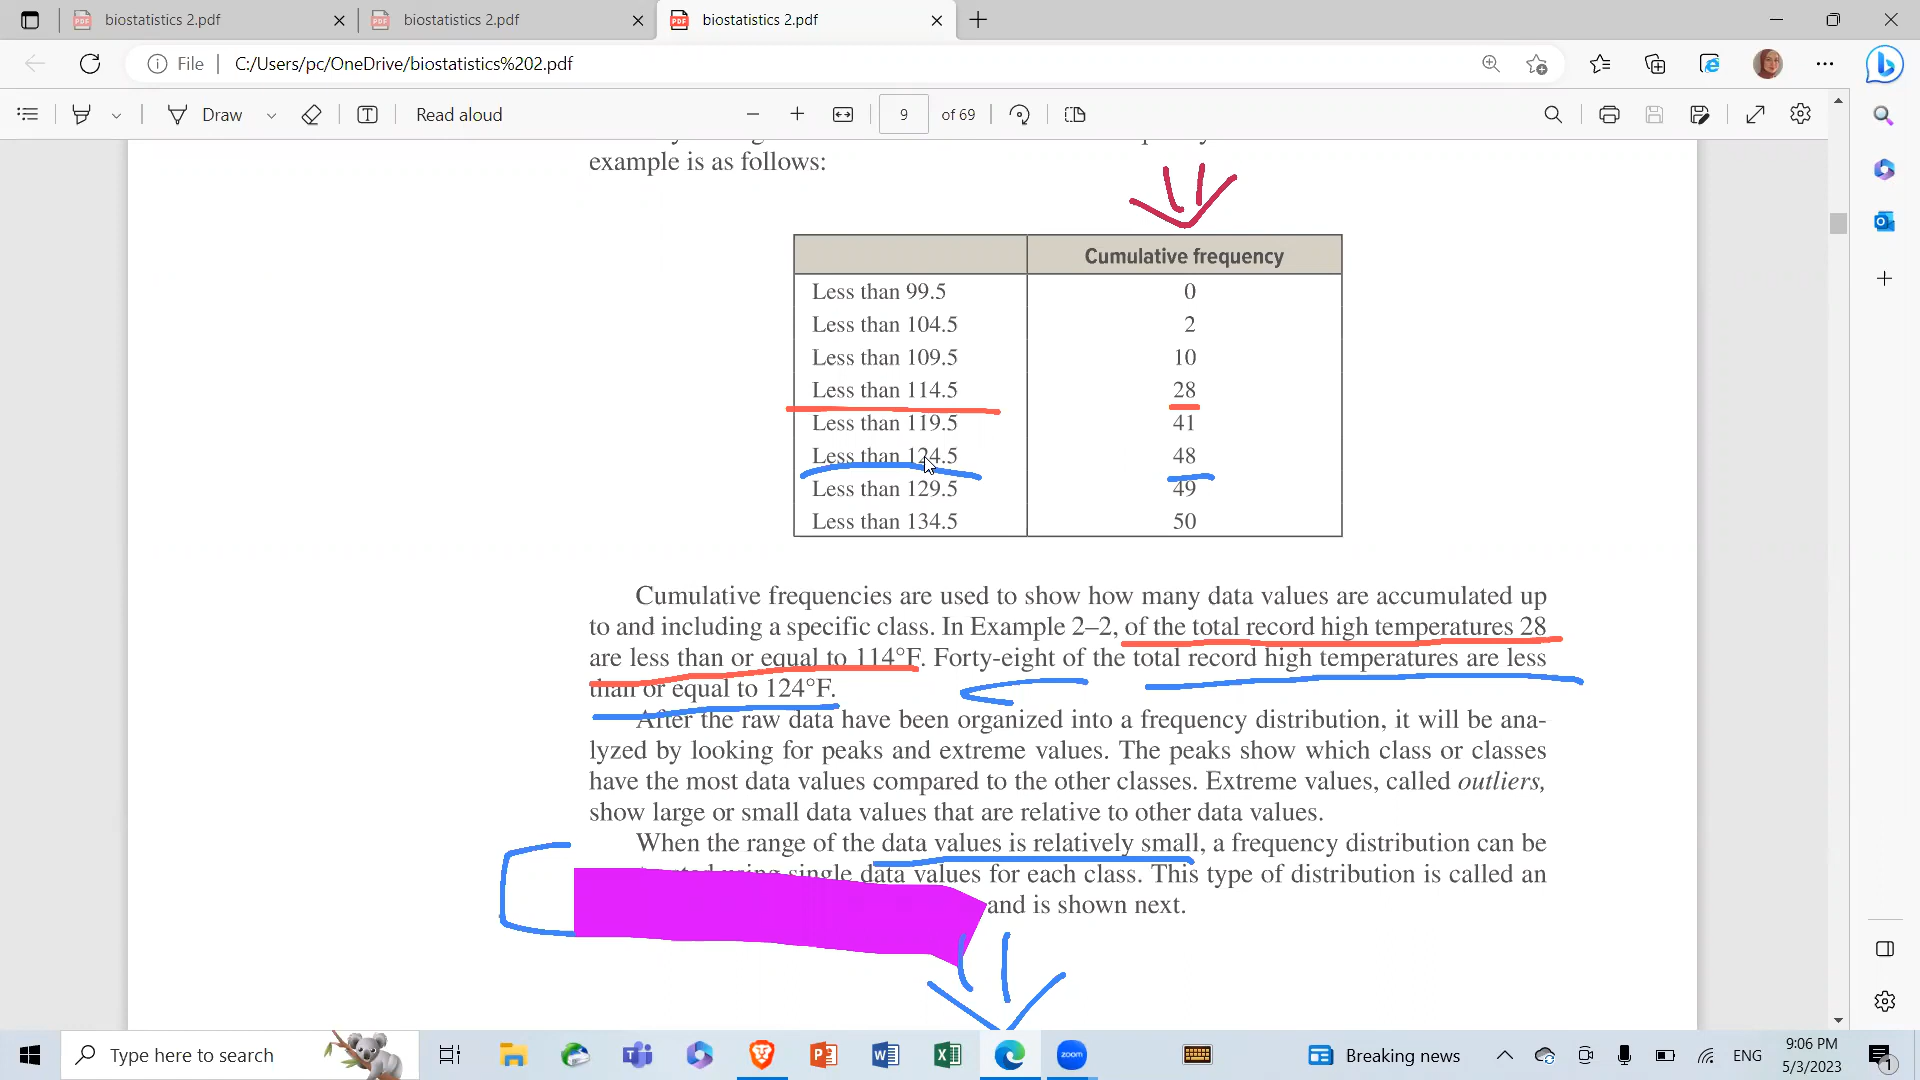 biostatistics 2.pdf
biostatistics 2.pdf
biostatistics 2.pdf
File
C:/Users/pc/OneDrive/biostatistics%202.pdf
Draw
Read aloud
9
of 69
example is as follows:
Cumulative frequency
Less than 99.5 0
Less than 104.5 2
Less than 109.5 10
Less than 114.5 28
Less than 119.5 41
Less than 124.5 48
Less than 129.5 49
Less than 134.5 50
Cumulative frequencies are used to show how many data values are accumulated up
to and including a specific class. In Example 2–2, of the total record high temperatures 28
are less than or equal to 114°F. Forty-eight of the total record high temperatures are less
than or equal to 124°F.
After the raw data have been organized into a frequency distribution, it will be ana-
lyzed by looking for peaks and extreme values. The peaks show which class or classes
have the most data values compared to the other classes. Extreme values, called outliers,
show large or small data values that are relative to other data values.
When the range of the data values is relatively small, a frequency distribution can be
using single data values for each class. This type of distribution is called an
and is shown next.
Type here to search
zoom
Breaking news
ENG
9:06 PM
5/3/2023
1